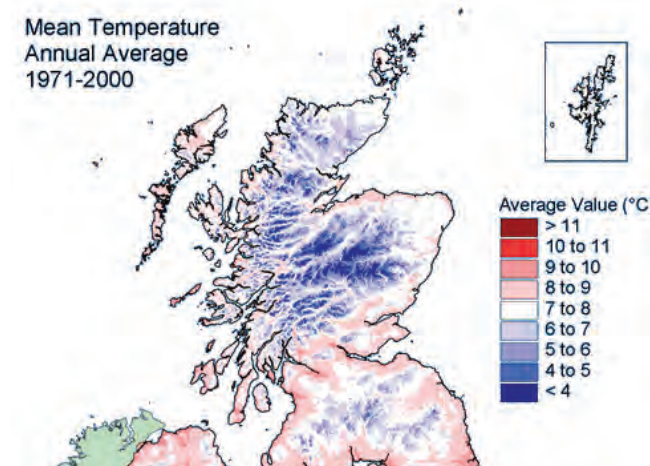 Mean Temperature
Annual Average
1971-2000
Average Value (°C
> 11
10 to 11
9 to 10
8 to 9
7 to 8
6 to 7
5 to 6
4 to 5
< 4